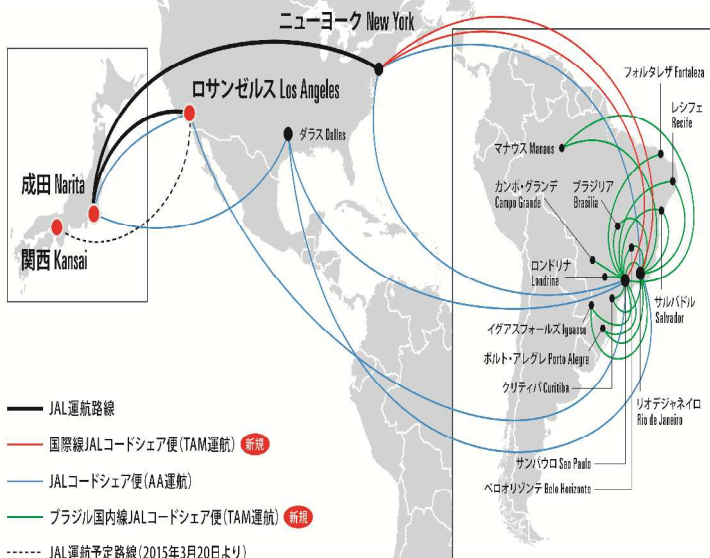 ニューヨーク New York
ロサンゼルス Los Angeles
ダラス Dallas
成田 Narita
関西 Kansai
フォルタレザ Fortaleza
レシフェ
Recife
マナウス Manaus
カンポ・グランデ
Campo Grande
ブラジリア
Brasilia
ロンドリナ
Londrina
サルバドル
Salvador
イグアスフォールズ Iguassu
ポルト・アレグレ Porto Alegre
クリティバ Curitiba
リオデジャネイロ
Rio de Janeiro
サンパウロ Sao Paulo
ベロオリゾンテ Belo Horizonte
JAL運航路線
国際線JALコードシェア便(TAM運航) 新規
JALコードシェア便(AA運航)
ブラジル国内線JALコードシェア便(TAM運航) 新規
JAL運航予定路線(2015年3月20日より)